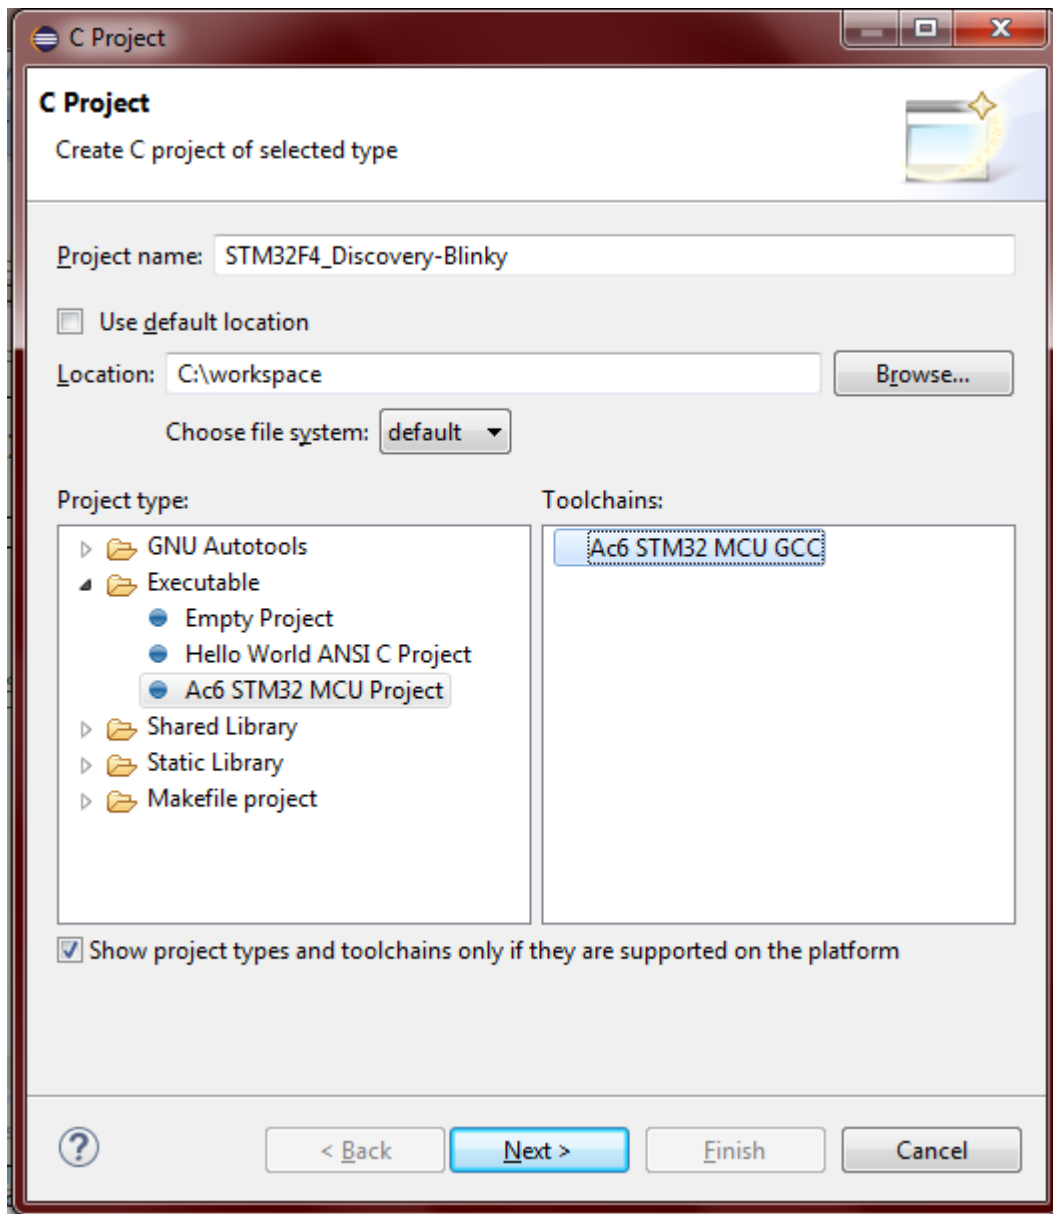 C Project
C Project
Create C project of selected type
Project name: STM32F4_Discovery-Blinky
Use default location
Location: C:\workspace Browse...
Choose file system: default
Project type: Toolchains:
GNU Autotools Ac6 STM32 MCU GCC
Executable
Empty Project
Hello World ANSI C Project
Ac6 STM32 MCU Project
Shared Library
Static Library
Makefile project
Show project types and toolchains only if they are supported on the platform
? < Back Next > Finish Cancel